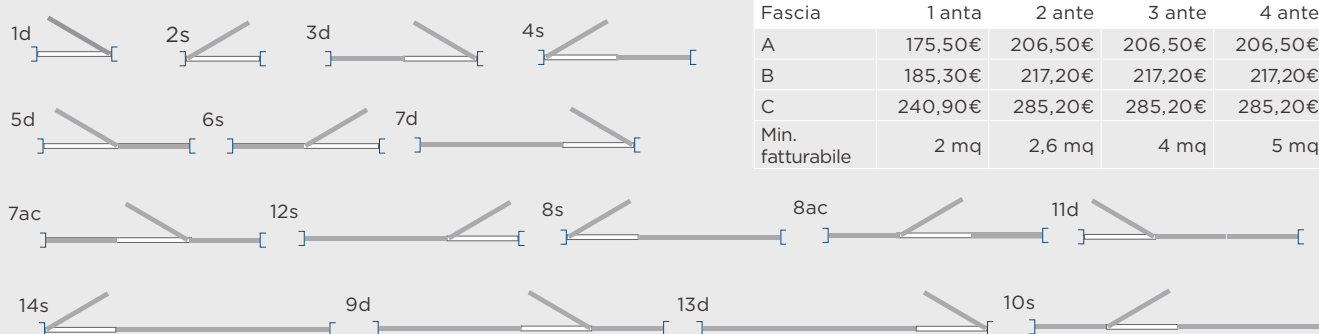 1d 2s 3d 4s
5d 6s 7d
7ac 12s 8s 8ac 11d
14s 9d 13d 10s
Fascia 1 anta 2 ante 3 ante 4 ante
A 175,50€ 206,50€ 206,50€ 206,50€
B 185,30€ 217,20€ 217,20€ 217,20€
C 240,90€ 285,20€ 285,20€ 285,20€
Min.
fatturabile 2 mq 2,6 mq 4 mq 5 mq